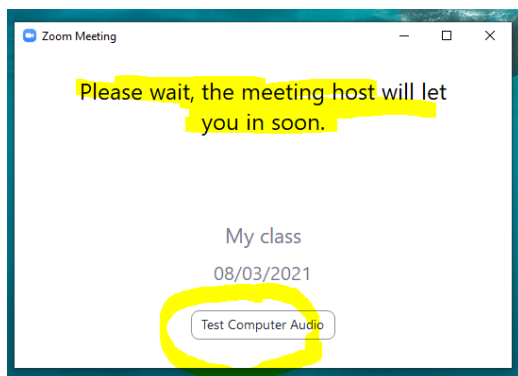 Zoom Meeting
Please wait, the meeting host will let
you in soon.
My class
08/03/2021
Test Computer Audio